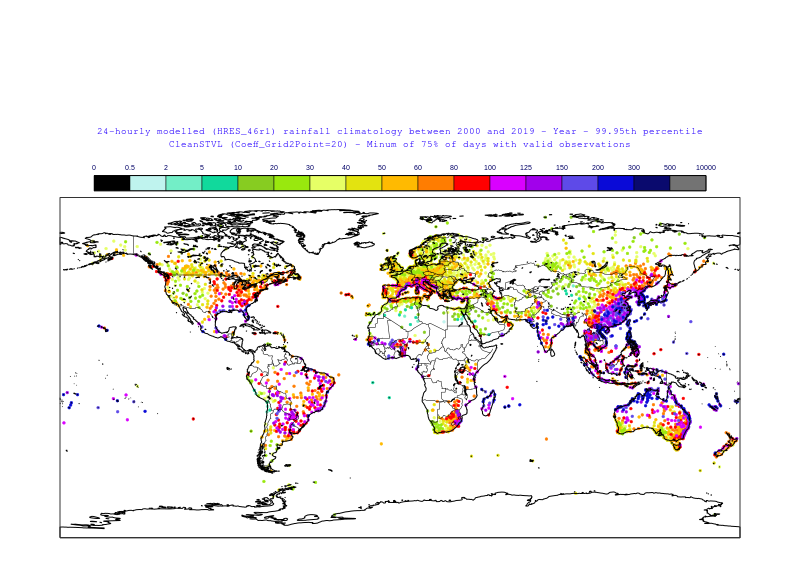 24-hourly modelled (HRES_46r1) rainfall climatology between 2000 and 2019 - Year - 99.95th percentile
CleanSTVL (Coeff_Grid2Point=20) - Minum of 75% of days with valid observations
0 0.5 2 5 10 20 30 40 50 60 80 100 125 150 200 300 500 10000